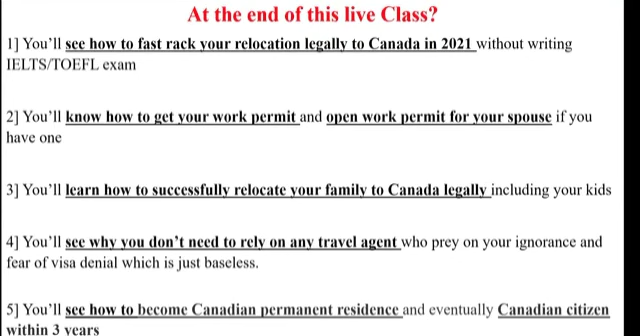 At the end of this live Class?
1] You'll see how to fast rack your relocation legally to Canada in 2021 without writing
IELTS/TOEFL exam
2] You'll know how to get your work permit and open work permit for your spouse if you
have one
3] You'll learn how to successfully relocate your family to Canada legally including your kids
4] You'll see why you don't need to rely on any travel agent who prey on your ignorance and
fear of visa denial which is just baseless.
5] You'll see how to become Canadian permanent residence and eventually Canadian citizen
within 3 years